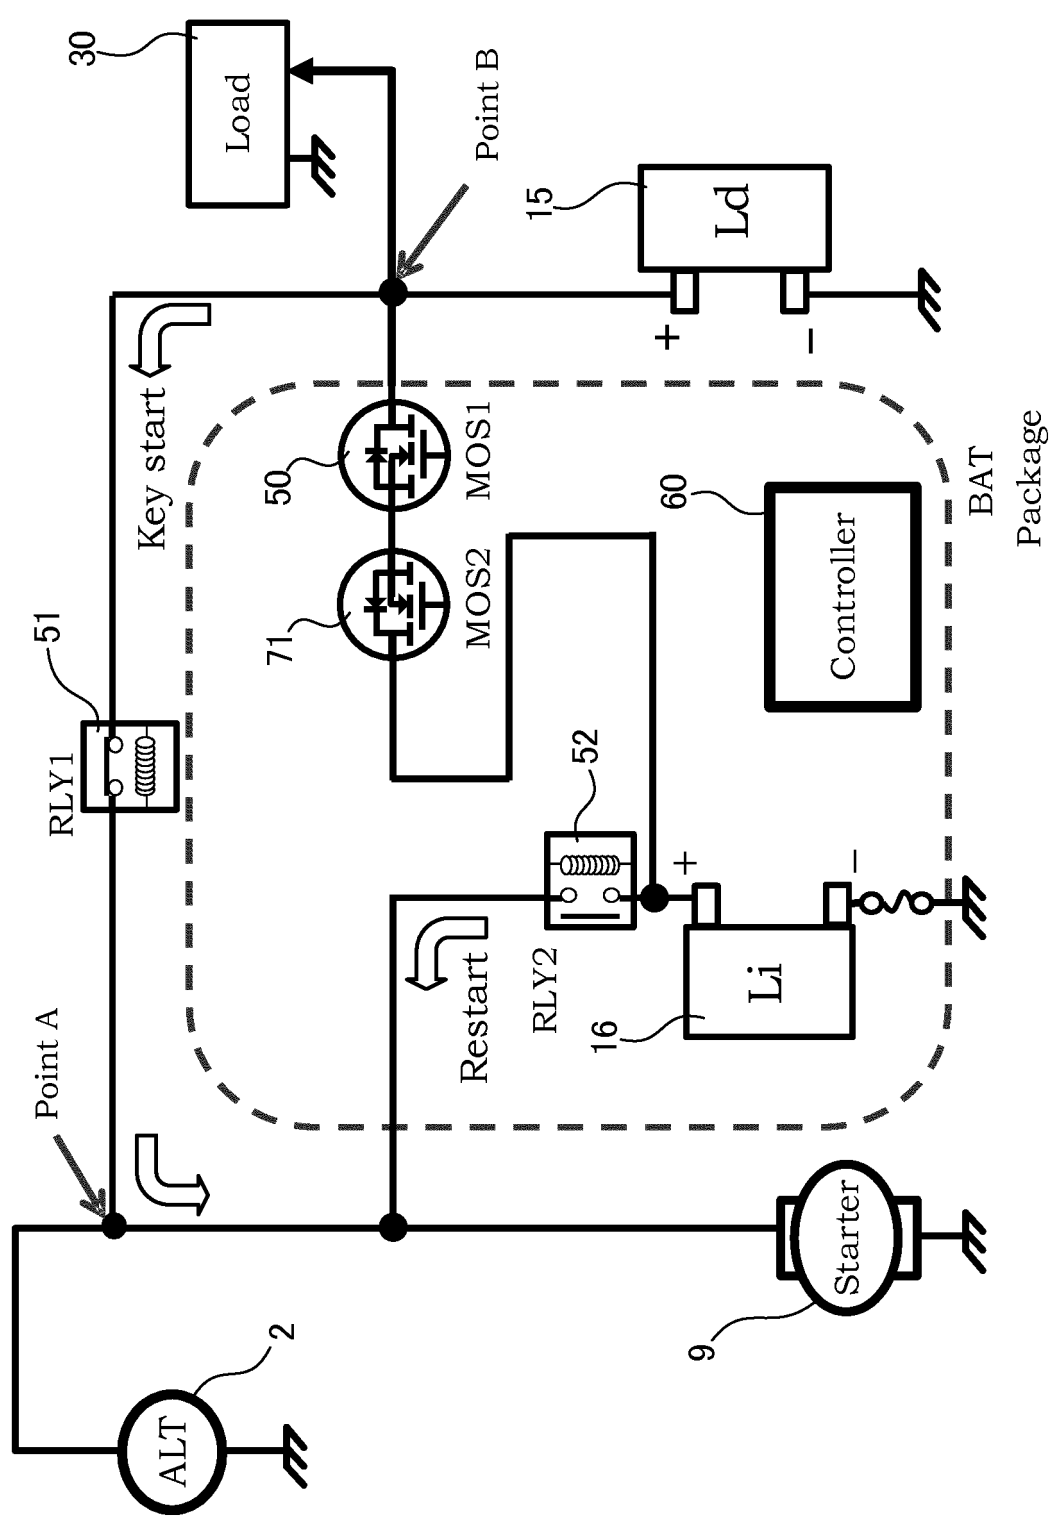 Point A
RLY1
51
30
Key start
ALT
Load
2
71
50
Restart
MOS2
MOS1
Point B
RLY2
52
15
16
+
60
+
9
Li
Ld
−
Starter
Controller
−
BAT
Package